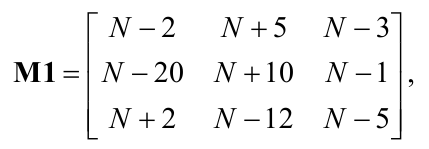 N − 2 N + 5 N − 3
M1 = [ N − 20 N + 10 N − 1 ] ,
N + 2 N − 12 N − 5